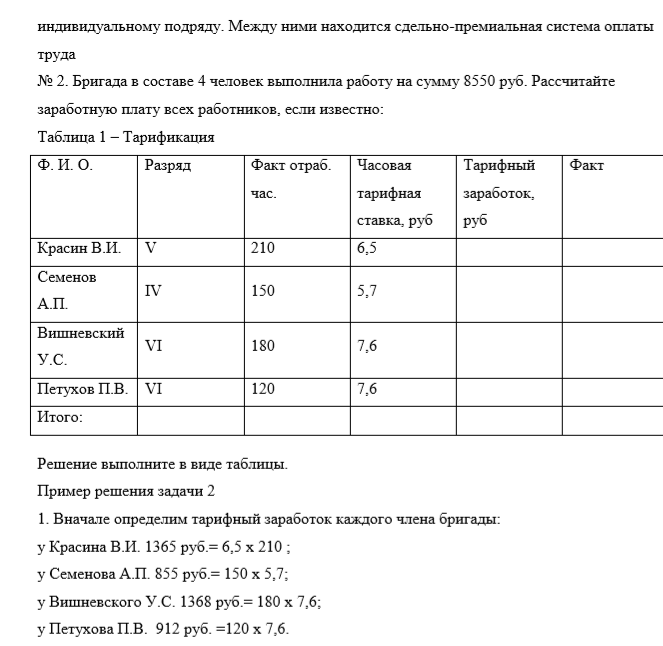 индивидуальному подряду. Между ними находится сдельно-премиальная система оплаты
труда
№ 2. Бригада в составе 4 человек выполнила работу на сумму 8550 руб. Рассчитайте
заработную плату всех работников, если известно:
Таблица 1 – Тарификация
Ф. И. О. Разряд Факт отраб. час. Часовая тарифная ставка, руб Тарифный заработок, руб Факт
Красин В.И. V 210 6,5
Семенов А.П. IV 150 5,7
Вишневский У.С. VI 180 7,6
Петухов П.В. VI 120 7,6
Итого:
Решение выполните в виде таблицы.
Пример решения задачи 2
1. Вначале определим тарифный заработок каждого члена бригады:
у Красина В.И. 1365 руб.= 6,5 х 210 ;
у Семенова А.П. 855 руб.= 150 х 5,7;
у Вишневского У.С. 1368 руб.= 180 х 7,6;
у Петухова П.В. 912 руб. =120 х 7,6.